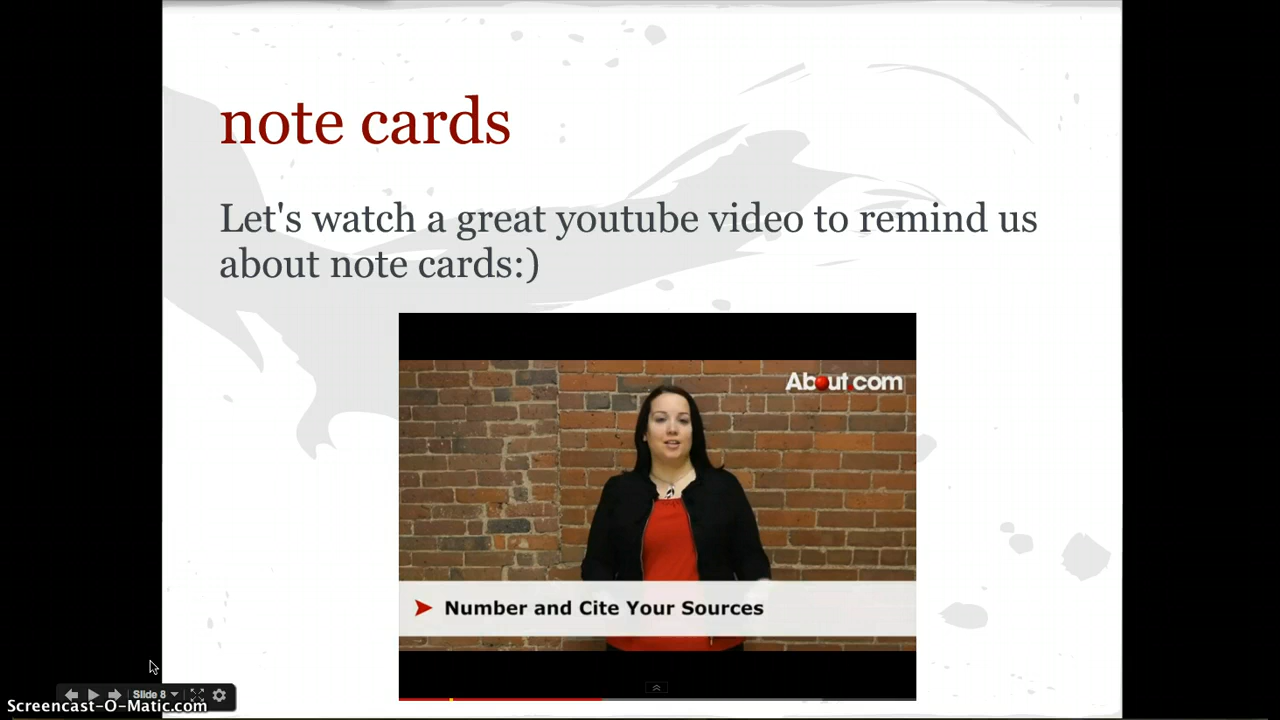 note cards
Let's watch a great youtube video to remind us
about note cards:)
About.com
Number and Cite Your Sources
Slide 8
Screencast-O-Matic.com